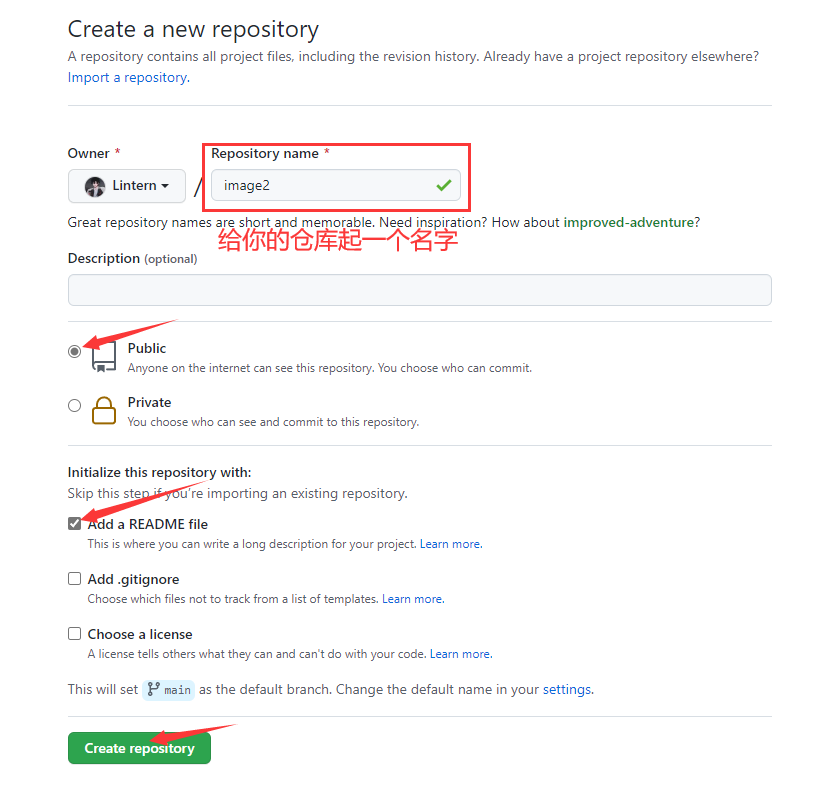 Create a new repository
A repository contains all project files, including the revision history. Already have a project repository elsewhere?
Import a repository.
Owner *
Repository name *
Lintern
/
image2
Great repository names are short and memorable. Need inspiration? How about improved-adventure?
给你的仓库起一个名字
Description (optional)
Public
Anyone on the internet can see this repository. You choose who can commit.
Private
You choose who can see and commit to this repository.
Initialize this repository with:
Skip this step if you're importing an existing repository.
Add a README file
This is where you can write a long description for your project. Learn more.
Add .gitignore
Choose which files not to track from a list of templates. Learn more.
Choose a license
A license tells others what they can and can't do with your code. Learn more.
This will set main as the default branch. Change the default name in your settings.
Create repository